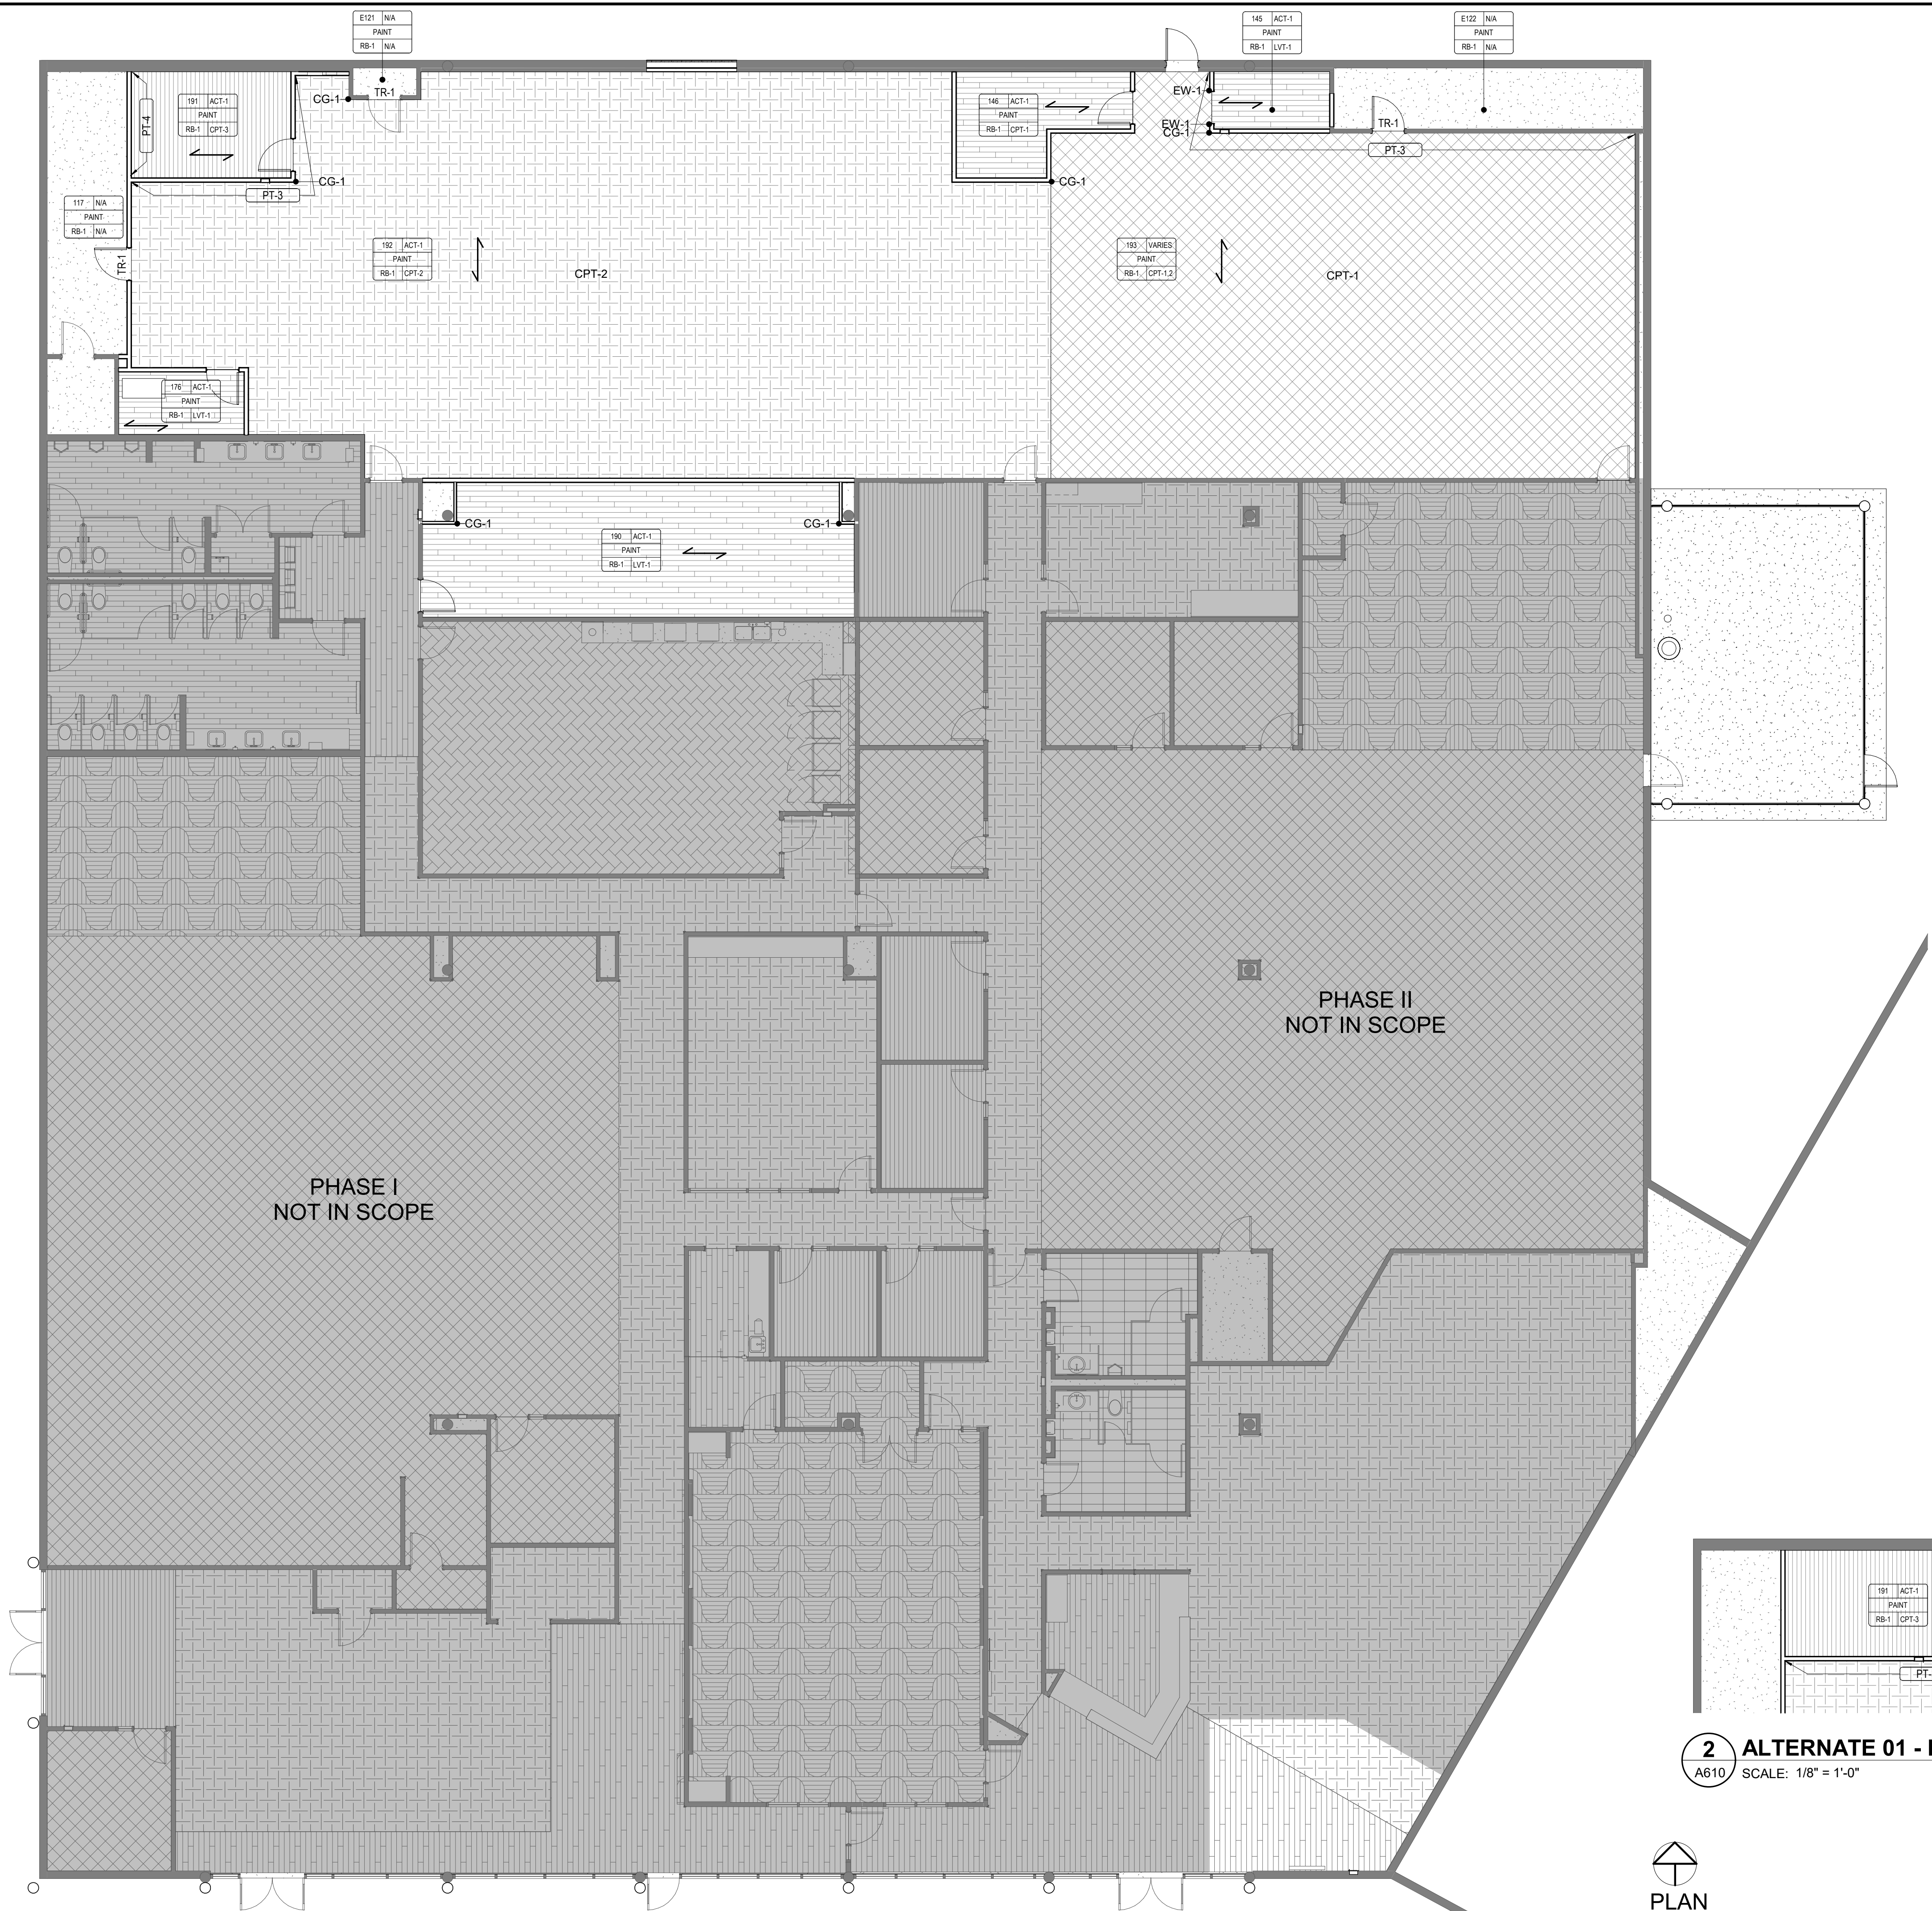 E121 N/A
PAINT
RB-1 N/A
145 ACT-1
PAINT
RB-1 LVT-1
E122 N/A
PAINT
RB-1 N/A
PT-4
191 ACT-1
PAINT
RB-1 CPT-3
CG-1
TR-1
146 ACT-1
PAINT
RB-1 CPT-1
EW-1
EW-1
CG-1
TR-1
PT-3
CG-1
PT-3
CG-1
117 N/A
PAINT
RB-1 N/A
TR-1
192 ACT-1
PAINT
RB-1 CPT-2
CPT-2
193 VARIES
PAINT
RB-1 CPT-1,2
CPT-1
176 ACT-1
PAINT
RB-1 LVT-1
CG-1
CG-1
190 ACT-1
PAINT
RB-1 LVT-1
PHASE II
NOT IN SCOPE
PHASE I
NOT IN SCOPE
191 ACT-1
PAINT
RB-1 CPT-3
PT-
2
A610
ALTERNATE 01 -
SCALE: 1/8" = 1'-0"
PLAN